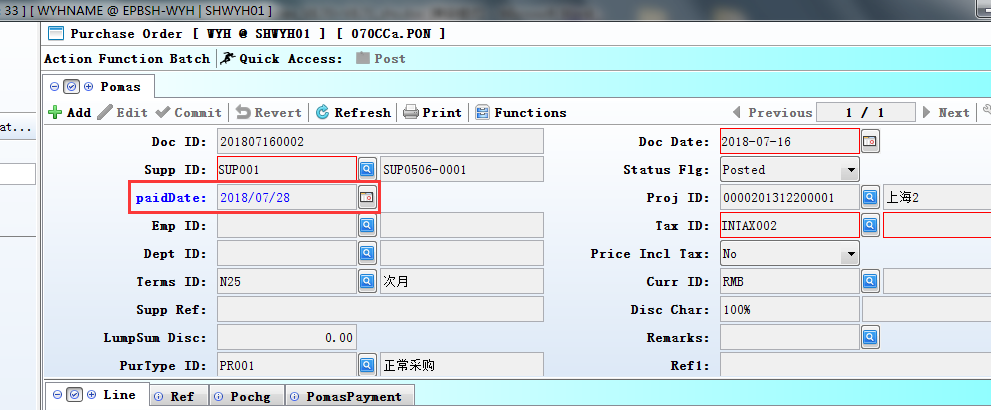 33 ] [ WYHNAME @ EPBSH-WYH | SHWYH01 ]
Purchase Order [ WYH @ SHWYH01 ] [ 070CCa.PON ]
Action Function Batch Quick Access: Post
Pomas
Add Edit Commit Revert Refresh Print Functions Previous 1 / 1 Next
at...
Doc ID: 201807160002 Doc Date: 2018-07-16
Supp ID: SUP001 SUP0506-0001 Status Flg: Posted
paidDate: 2018/07/28 Proj ID: 0000201312200001 上海2
Emp ID: Tax ID: INTAX002
Dept ID: Price Incl Tax: No
Terms ID: N25 次月 Curr ID: RMB
Supp Ref: Disc Char: 100%
LumpSum Disc: 0.00 Remarks:
PurType ID: PR001 正常采购 Ref1:
Line Ref Pochg PomasPayment